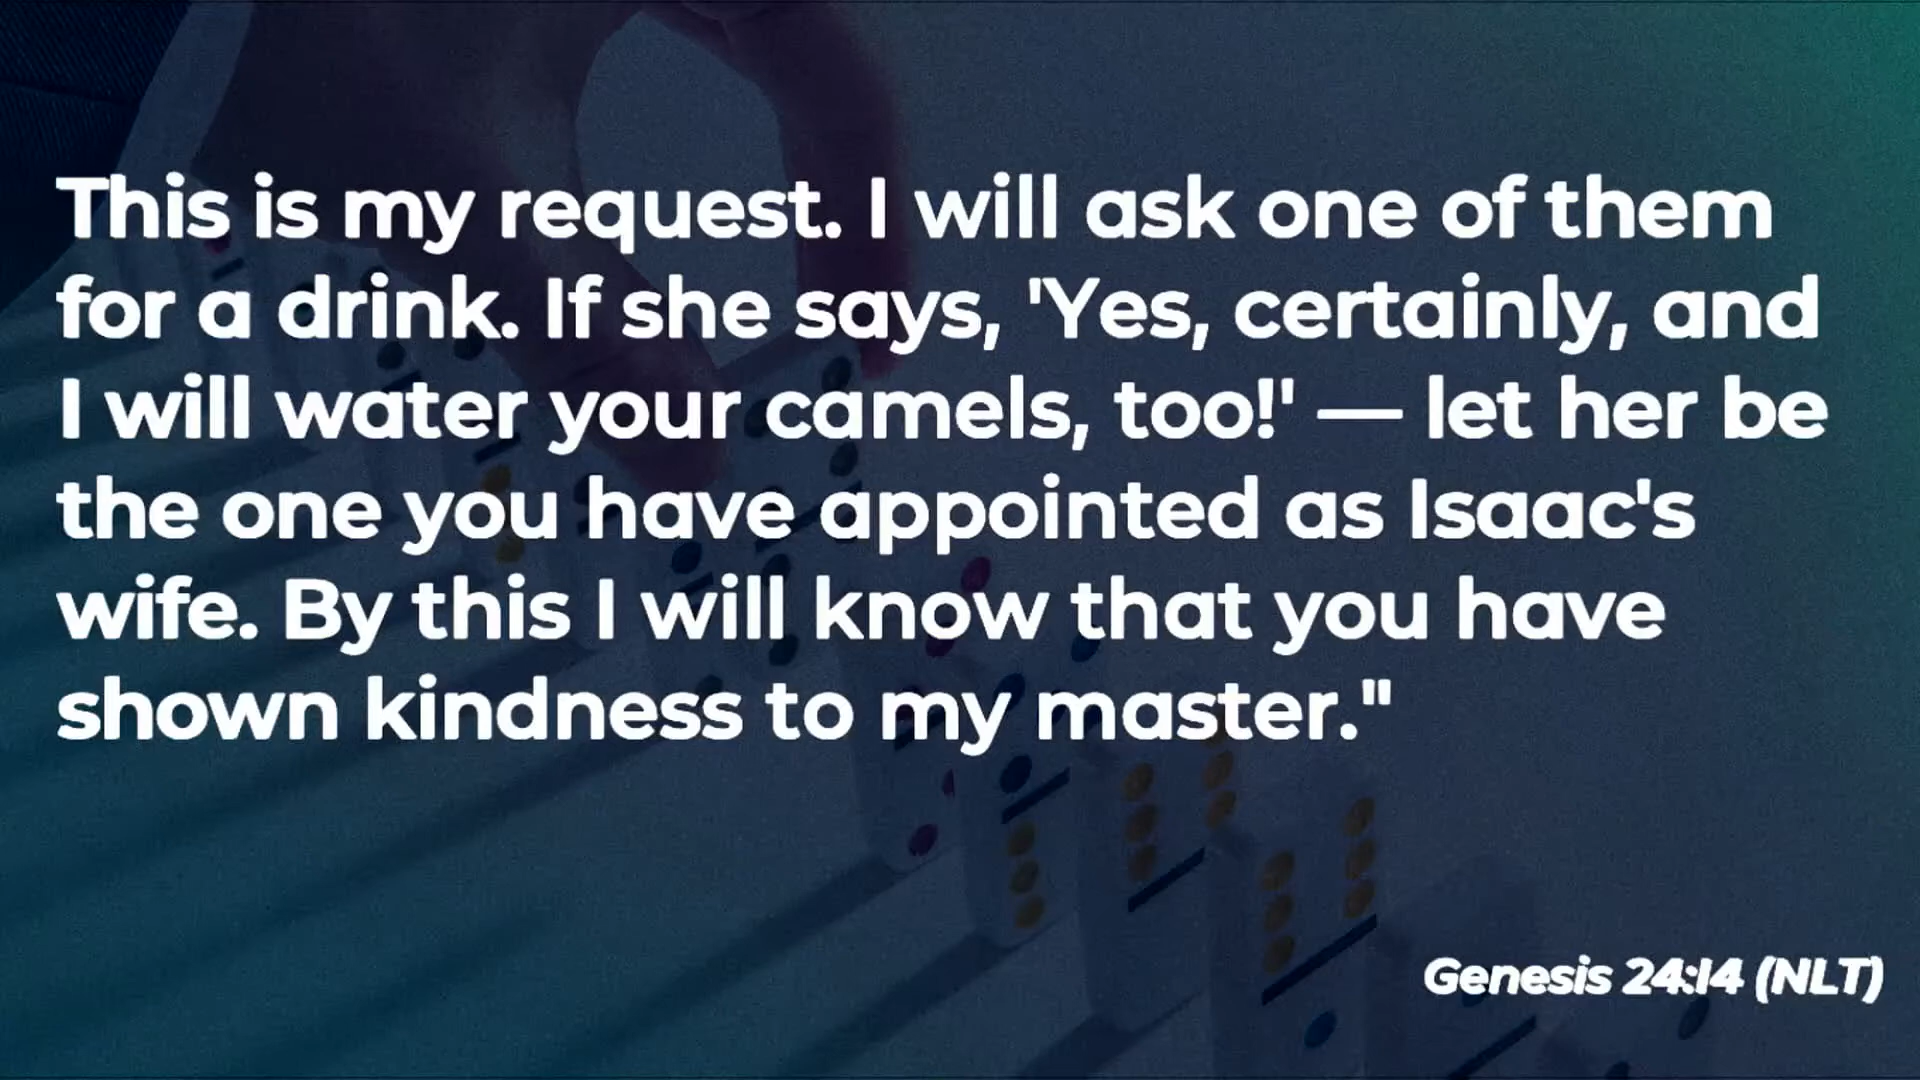 This is my request. I will ask one of them
for a drink. If she says, 'Yes, certainly, and
I will water your camels, too!' — let her be
the one you have appointed as Isaac's
wife. By this I will know that you have
shown kindness to my master."
Genesis 24:14 (NLT)